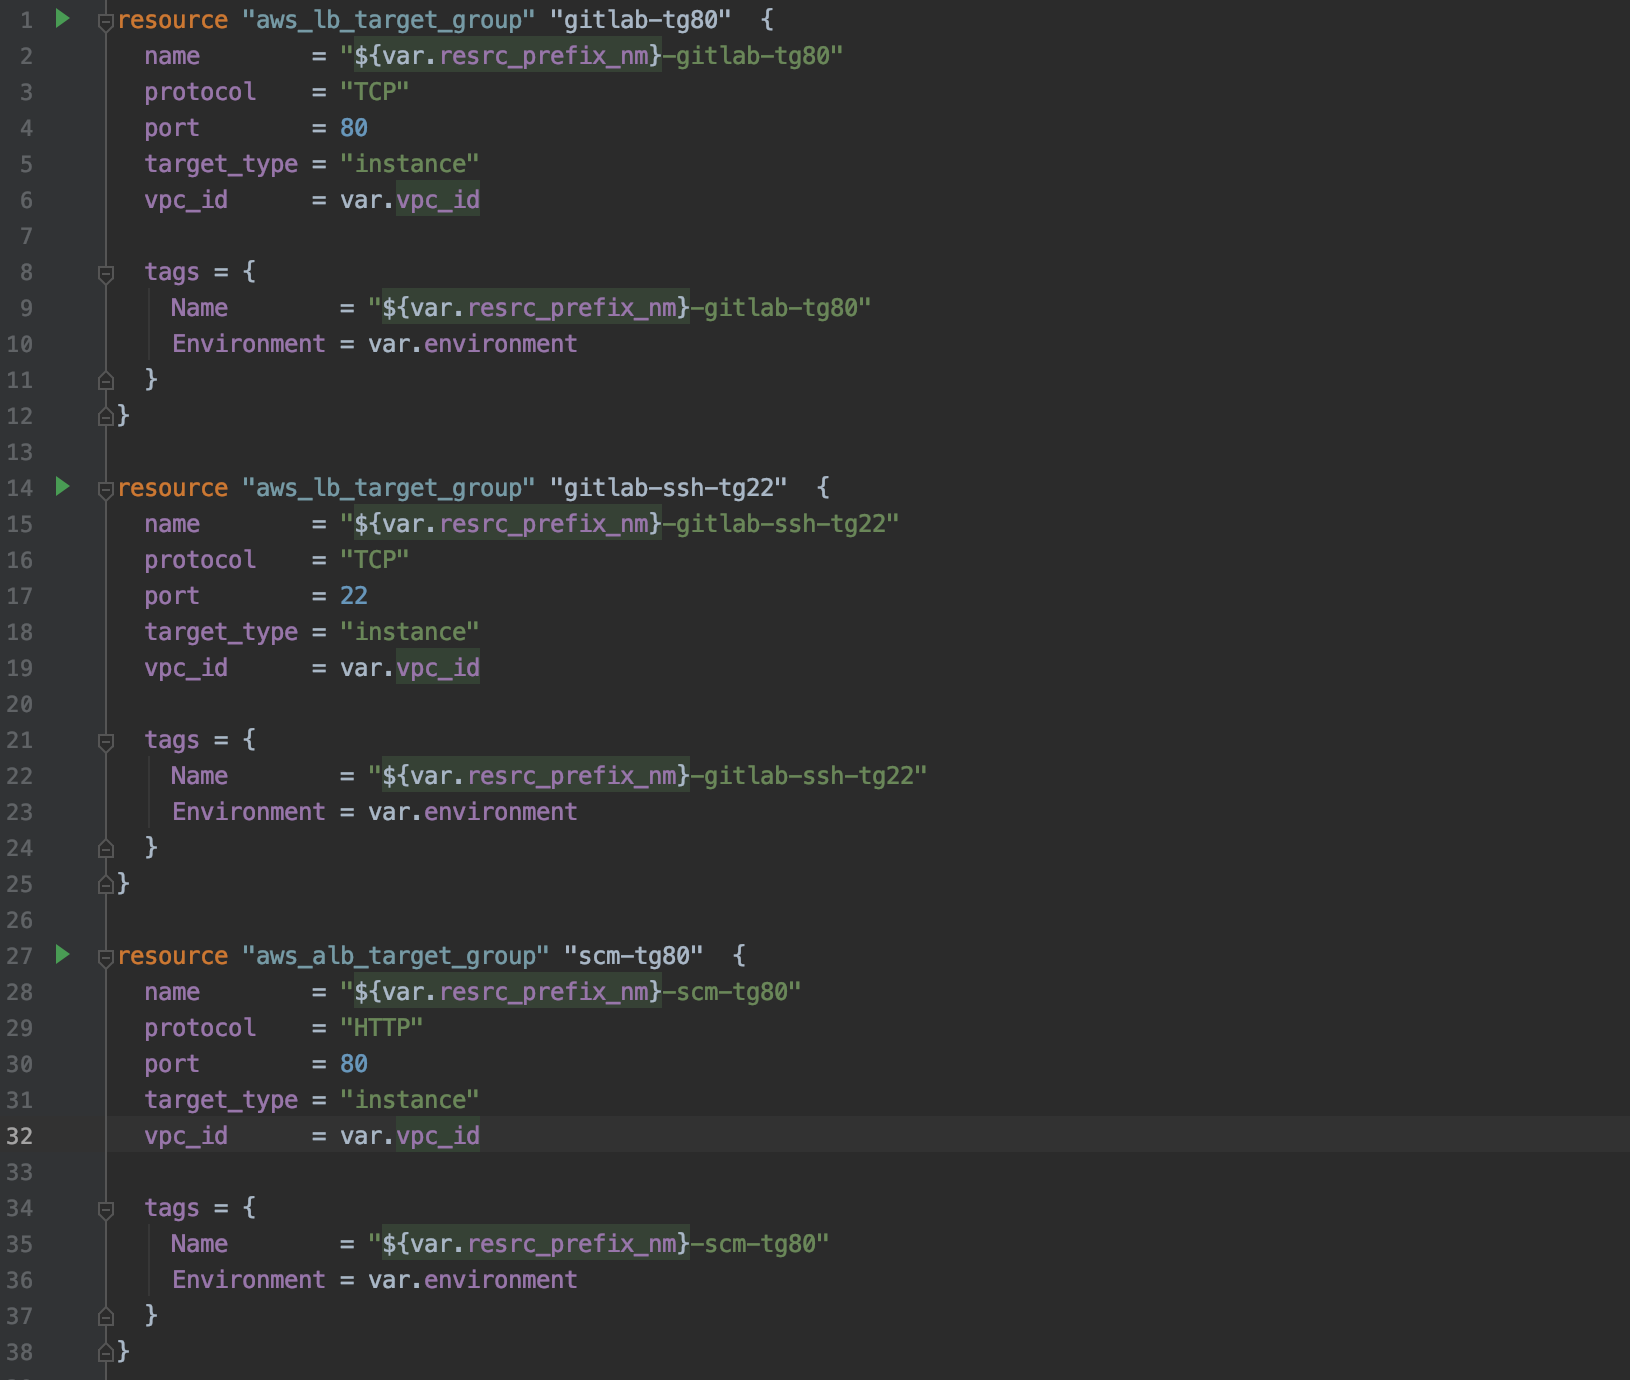 1 resource "aws_lb_target_group" "gitlab-tg80"  {
2   name        = "${var.resrc_prefix_nm}-gitlab-tg80"
3   protocol    = "TCP"
4   port        = 80
5   target_type = "instance"
6   vpc_id      = var.vpc_id
7
8   tags = {
9     Name        = "${var.resrc_prefix_nm}-gitlab-tg80"
10     Environment = var.environment
11   }
12 }
13
14 resource "aws_lb_target_group" "gitlab-ssh-tg22"  {
15   name        = "${var.resrc_prefix_nm}-gitlab-ssh-tg22"
16   protocol    = "TCP"
17   port        = 22
18   target_type = "instance"
19   vpc_id      = var.vpc_id
20
21   tags = {
22     Name        = "${var.resrc_prefix_nm}-gitlab-ssh-tg22"
23     Environment = var.environment
24   }
25 }
26
27 resource "aws_alb_target_group" "scm-tg80"  {
28   name        = "${var.resrc_prefix_nm}-scm-tg80"
29   protocol    = "HTTP"
30   port        = 80
31   target_type = "instance"
32   vpc_id      = var.vpc_id
33
34   tags = {
35     Name        = "${var.resrc_prefix_nm}-scm-tg80"
36     Environment = var.environment
37   }
38 }